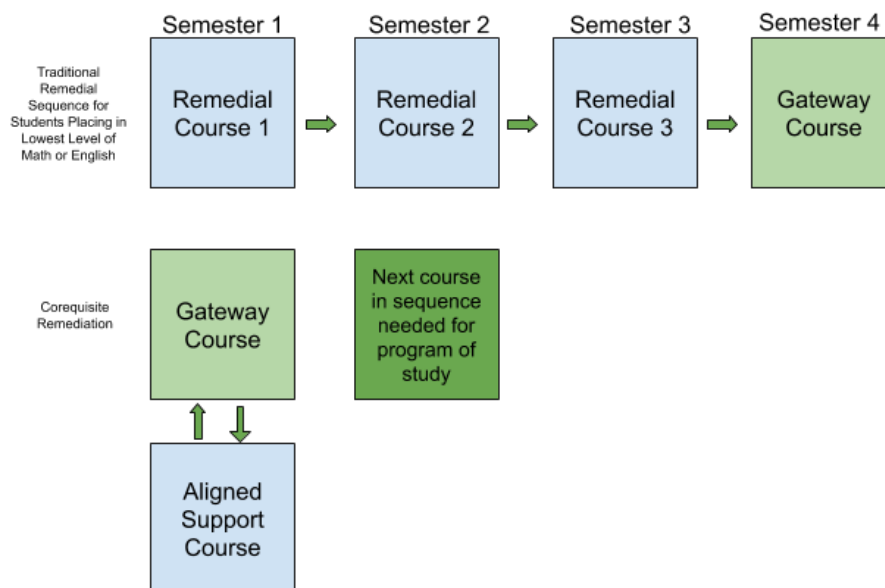 Semester 1
Semester 2
Semester 3
Semester 4
Traditional
Remedial
Sequence for
Students Placing in
Lowest Level of
Math or English
Remedial
Course 1
Remedial
Course 2
Remedial
Course 3
Gateway
Course
Corequisite
Remediation
Gateway
Course
Next course
in sequence
needed for
program of
study
Aligned
Support
Course